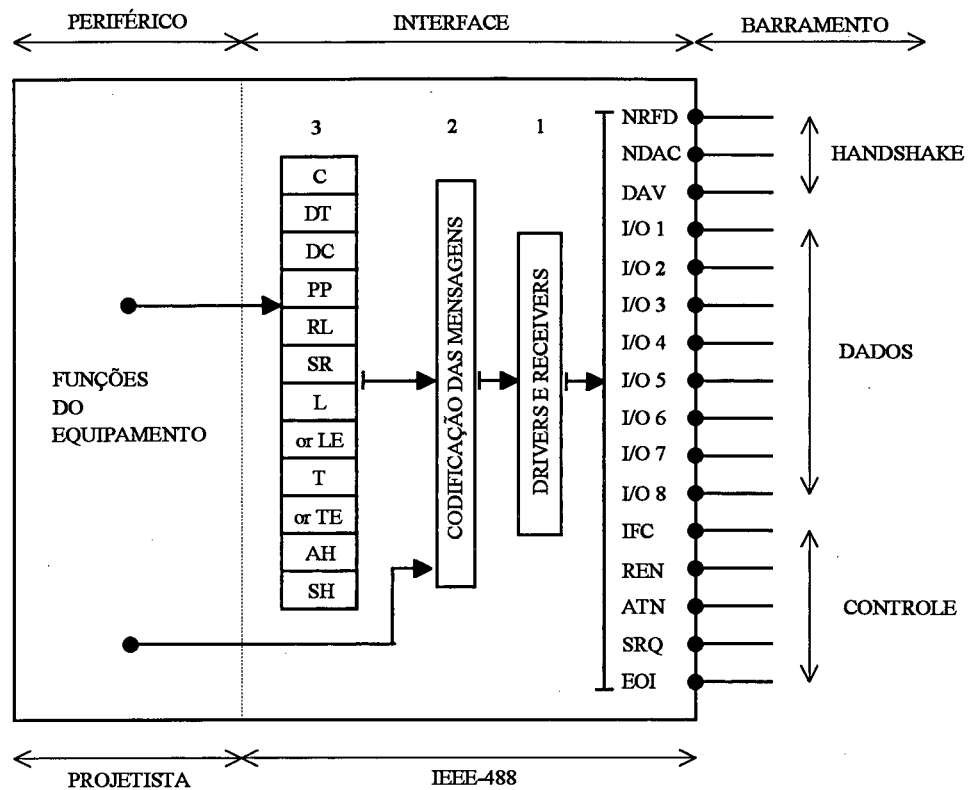 PERIFÉRICO INTERFACE BARRAMENTO
3 2 1
C
DT
DC
PP
RL
SR
L
or LE
T
or TE
AH
SH
FUNÇÕES
DO
EQUIPAMENTO
CODIFICAÇÃO DAS MENSAGENS
DRIVERS E RECEIVERS
NRFD
NDAC
DAV
I/O 1
I/O 2
I/O 3
I/O 4
I/O 5
I/O 6
I/O 7
I/O 8
IFC
REN
ATN
SRQ
EOI
HANDSHAKE
DADOS
CONTROLE
PROJETISTA IEEE-488